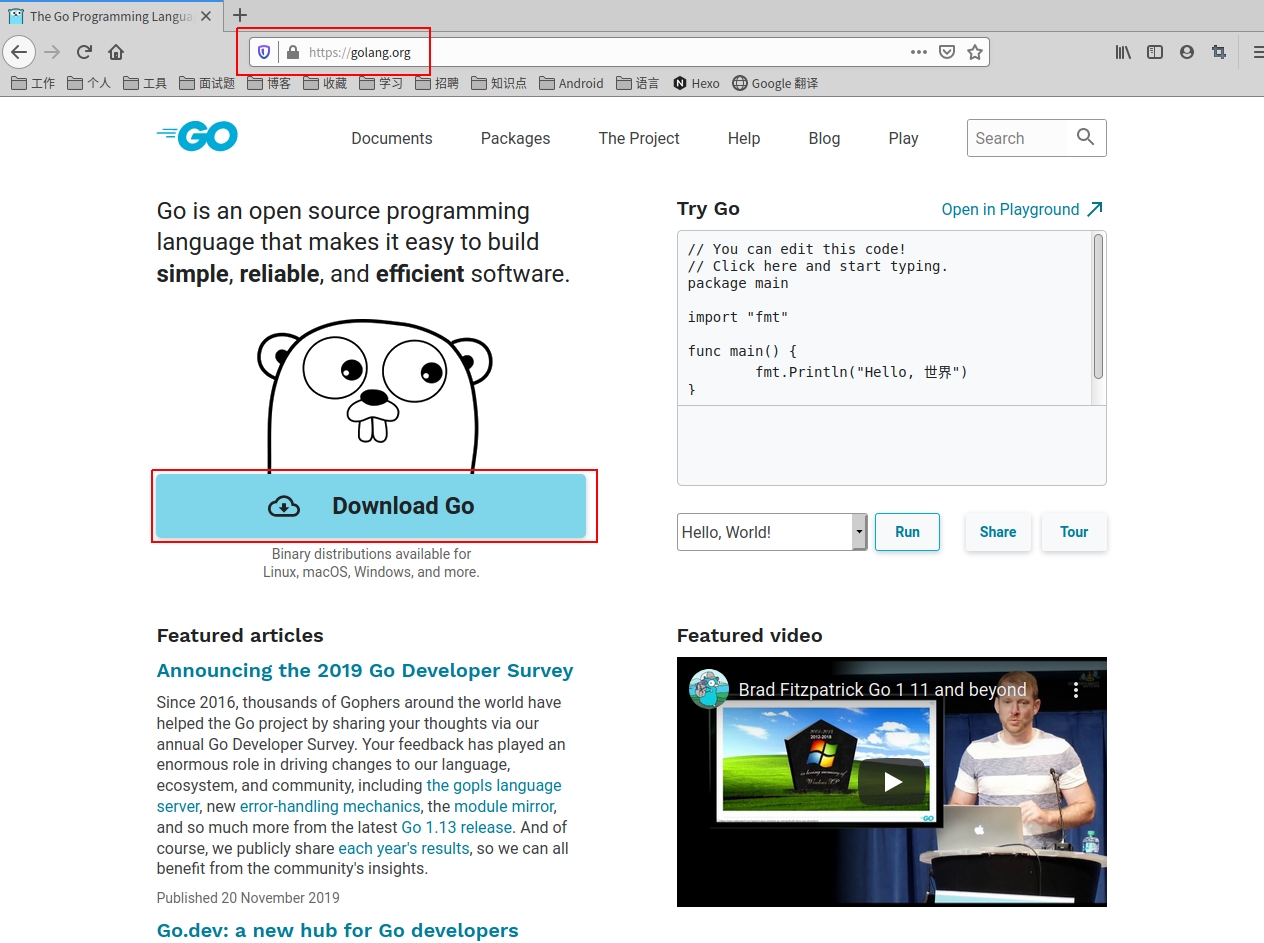 The Go Programming Langua
https://golang.org
工作 个人 工具 面试题 博客 收藏 学习 招聘 知识点 Android 语言 Hexo Google 翻译
GO
Documents Packages The Project Help Blog Play Search
Go is an open source programming
language that makes it easy to build
simple, reliable, and efficient software.
Download Go
Binary distributions available for
Linux, macOS, Windows, and more.
Try Go Open in Playground
// You can edit this code!
// Click here and start typing.
package main
import "fmt"
func main() {
fmt.Println("Hello, 世界")
}
Hello, World! Run Share Tour
Featured articles
Announcing the 2019 Go Developer Survey
Since 2016, thousands of Gophers around the world have
helped the Go project by sharing your thoughts via our
annual Go Developer Survey. Your feedback has played an
enormous role in driving changes to our language,
ecosystem, and community, including the gopls language
server, new error-handling mechanics, the module mirror,
and so much more from the latest Go 1.13 release. And of
course, we publicly share each year's results, so we can all
benefit from the community's insights.
Published 20 November 2019
Go.dev: a new hub for Go developers
Featured video
Brad Fitzpatrick Go 1 11 and beyond
in loving memory of
Windows XP